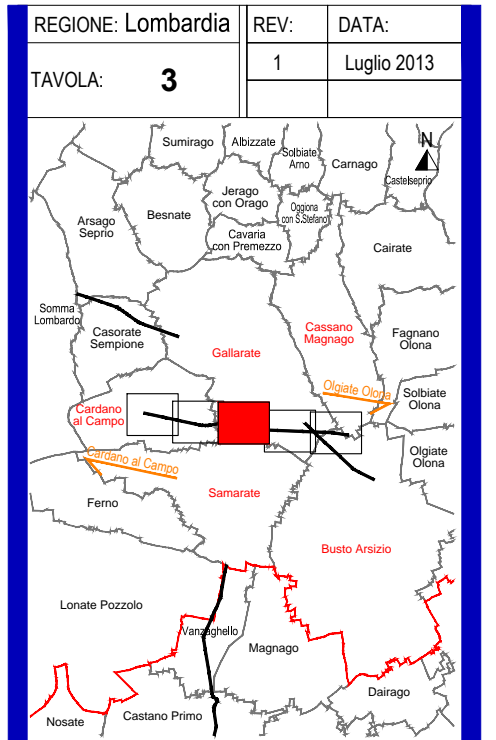 REGIONE: Lombardia
REV:
DATA:
TAVOLA: 3
1
Luglio 2013
N
Sumirago
Albizzate
Solbiate
Arno
Carnago
Castelseprio
Jerago
con Orago
Oggiona
con S.Stefano
Besnate
Arsago
Seprio
Cavaria
con Premezzo
Cairate
Somma
Lombardo
Casorate
Sempione
Cassano
Magnago
Fagnano
Olona
Gallarate
Olgiate Olona
Solbiate
Olona
Cardano
al Campo
Olgiate
Olona
Cardano al Campo
Samarate
Ferno
Busto Arsizio
Lonate Pozzolo
Vanzaghello
Magnago
Dairago
Castano Primo
Nosate